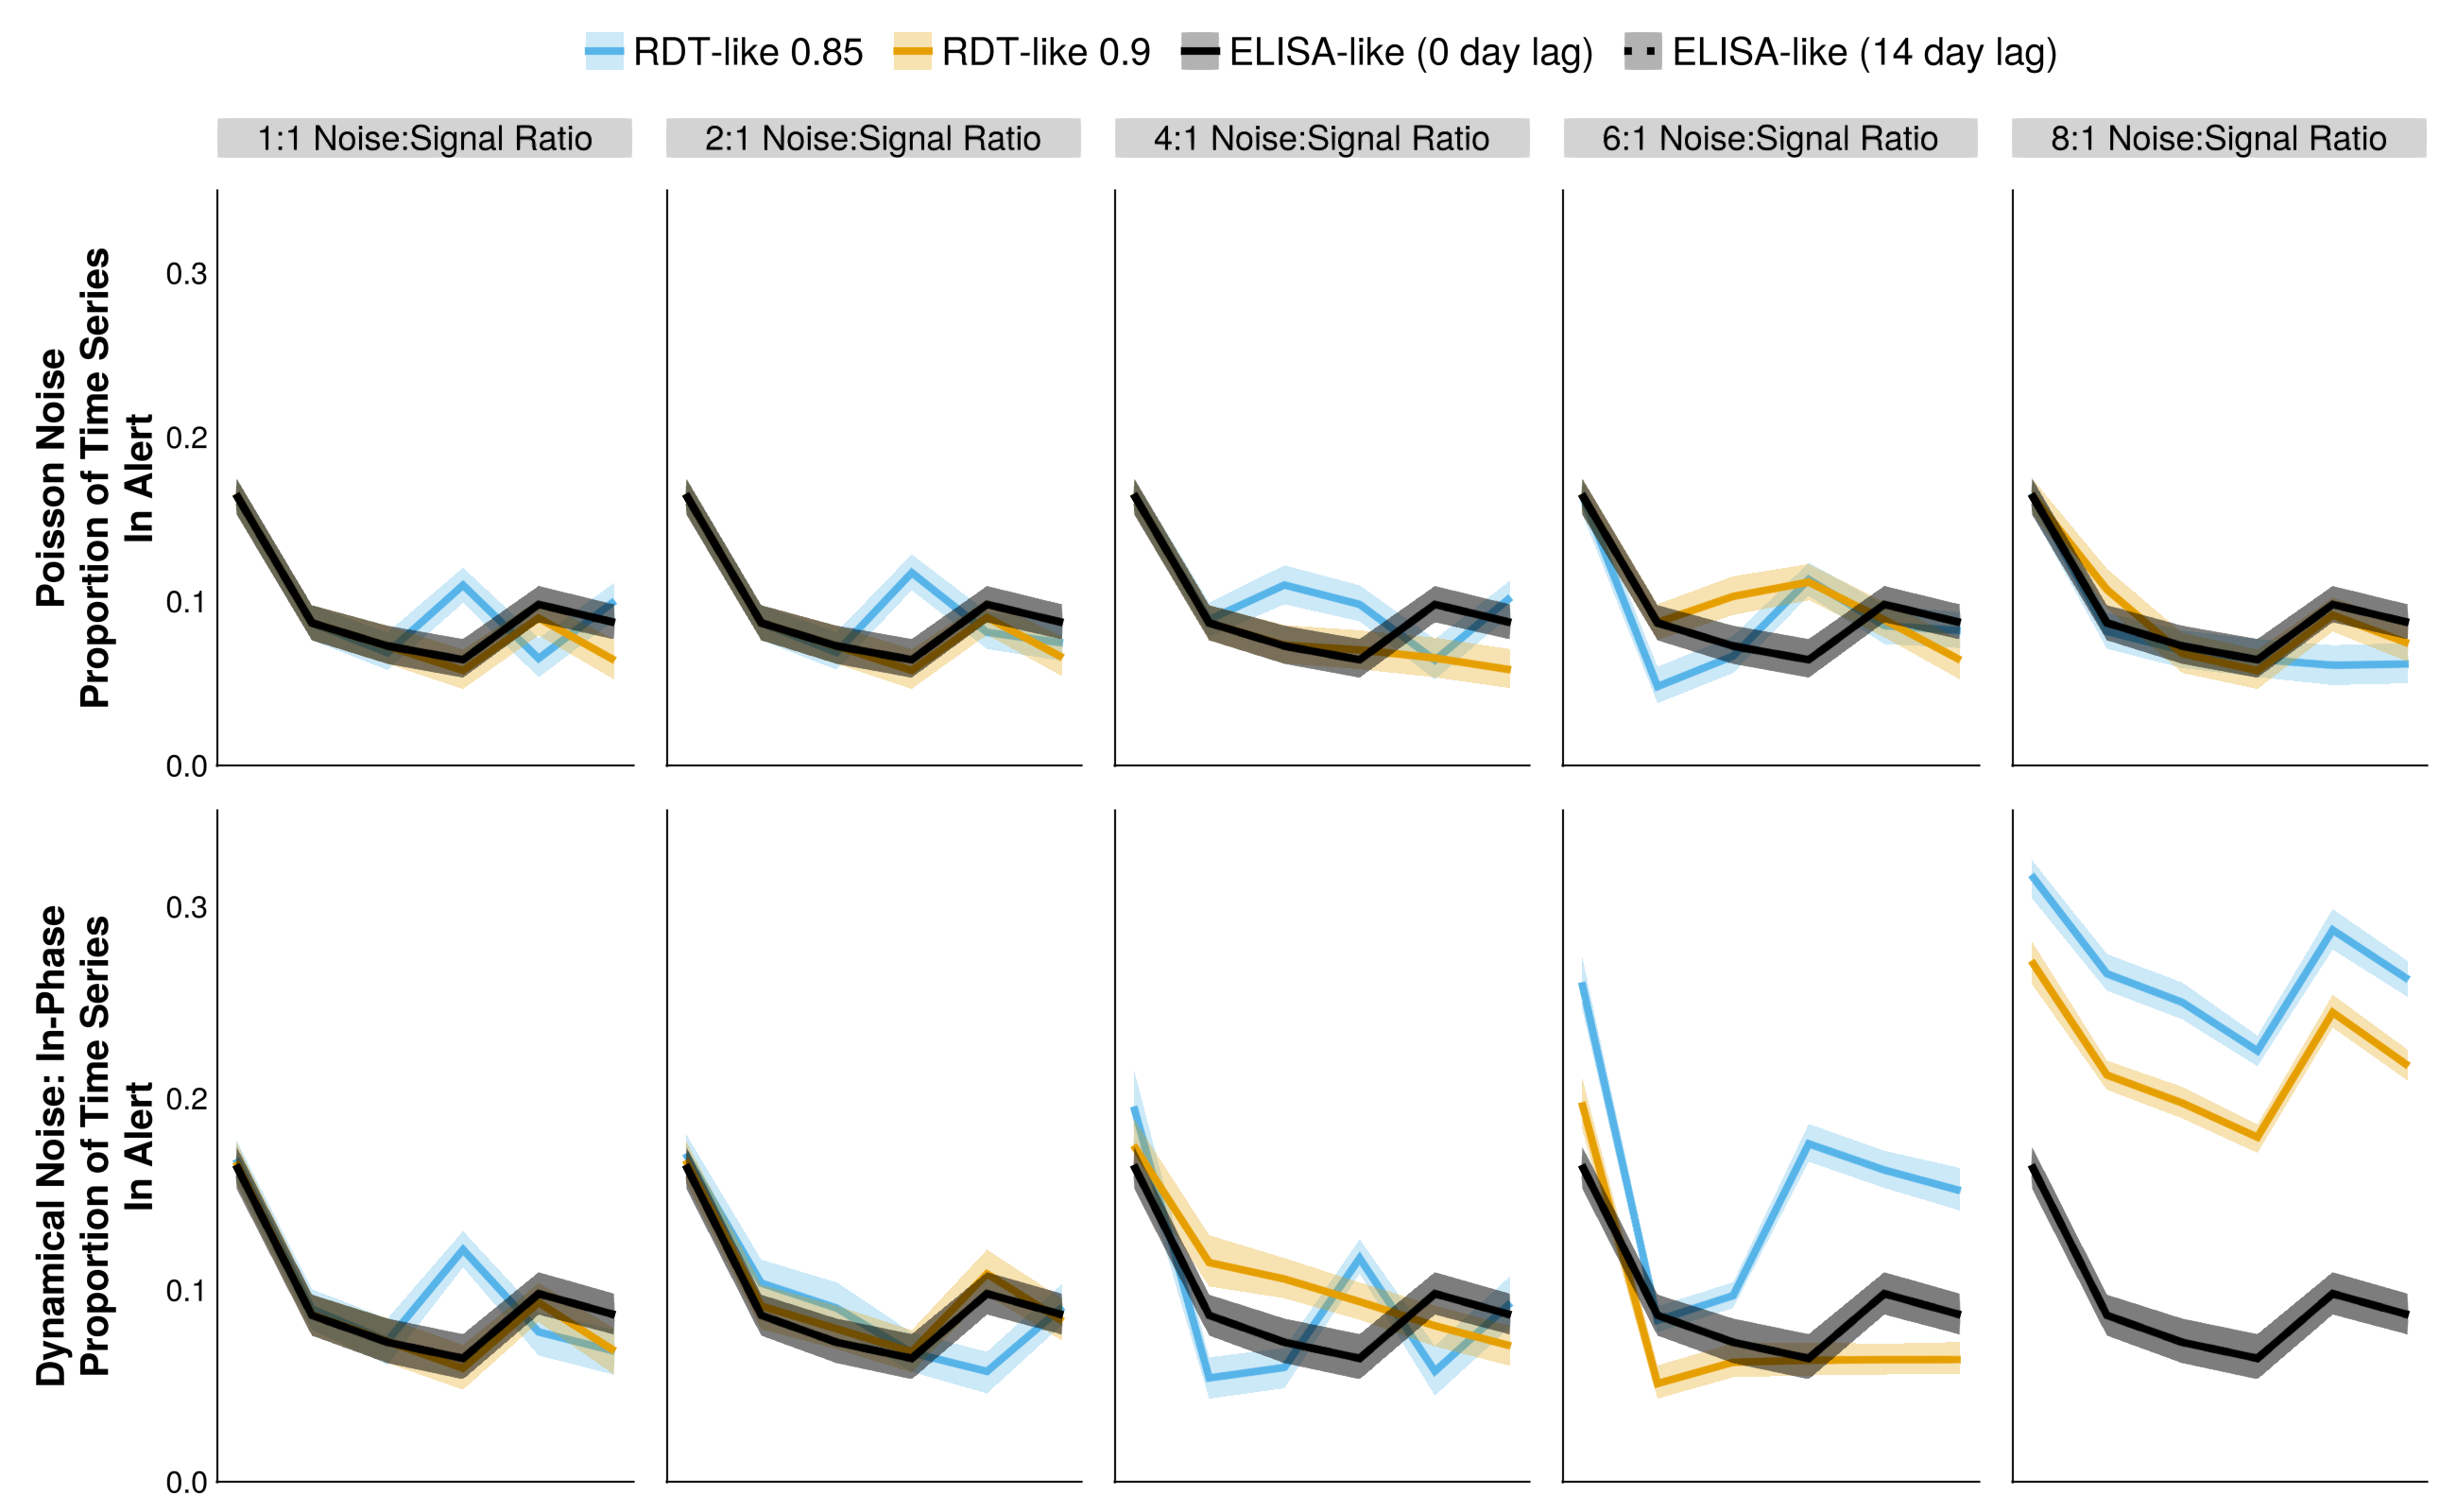 RDT-like 0.85 RDT-like 0.9 ELISA-like (0 day lag) ELISA-like (14 day lag)
1:1 Noise:Signal Ratio 2:1 Noise:Signal Ratio 4:1 Noise:Signal Ratio 6:1 Noise:Signal Ratio 8:1 Noise:Signal Ratio
Poisson Noise
Proportion of Time Series
In Alert
0.3
0.2
0.1
0.0
Dynamical Noise: In-Phase
Proportion of Time Series
In Alert
0.3
0.2
0.1
0.0